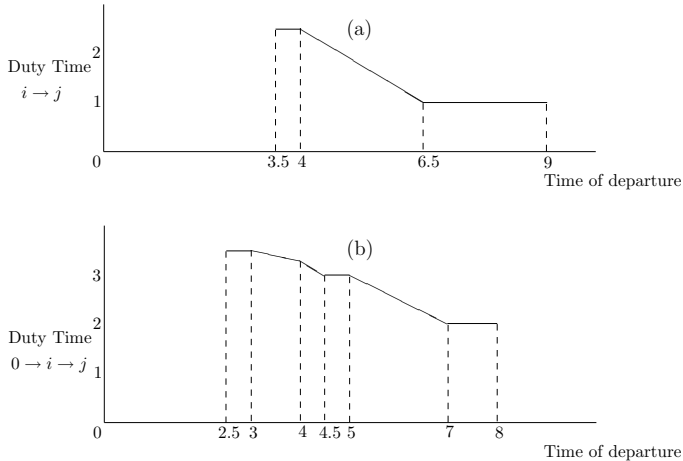 (a)
2
Duty Time
i → j
1
0
3.5 4 6.5 9
Time of departure
(b)
3
Duty Time
2
0 → i → j
1
0
2.5 3 4 4.5 5 7 8
Time of departure